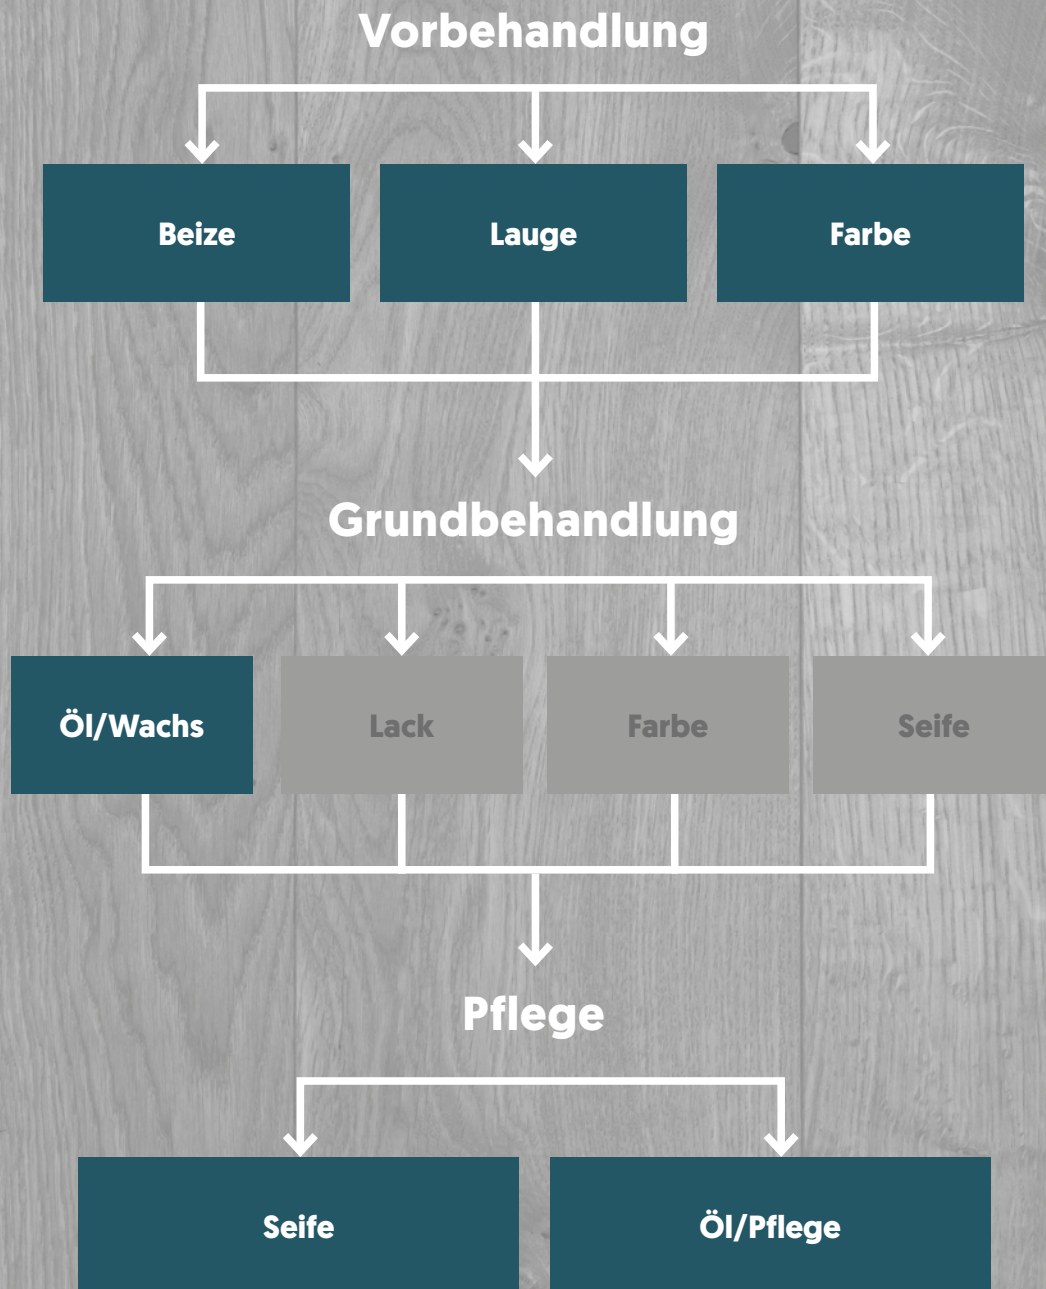 Vorbehandlung
Beize
Lauge
Farbe
Grundbehandlung
Öl/Wachs
Lack
Farbe
Seife
Pflege
Seife
Öl/Pflege